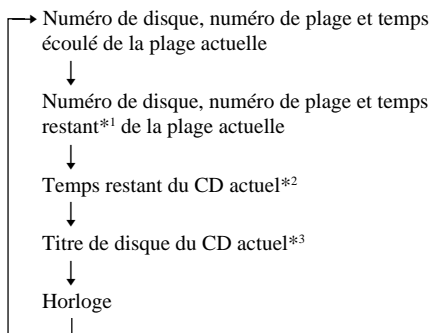 Numéro de disque, numéro de plage et temps
écoulé de la plage actuelle
Numéro de disque, numéro de plage et temps
restant*1 de la plage actuelle
Temps restant du CD actuel*2
Titre de disque du CD actuel*3
Horloge